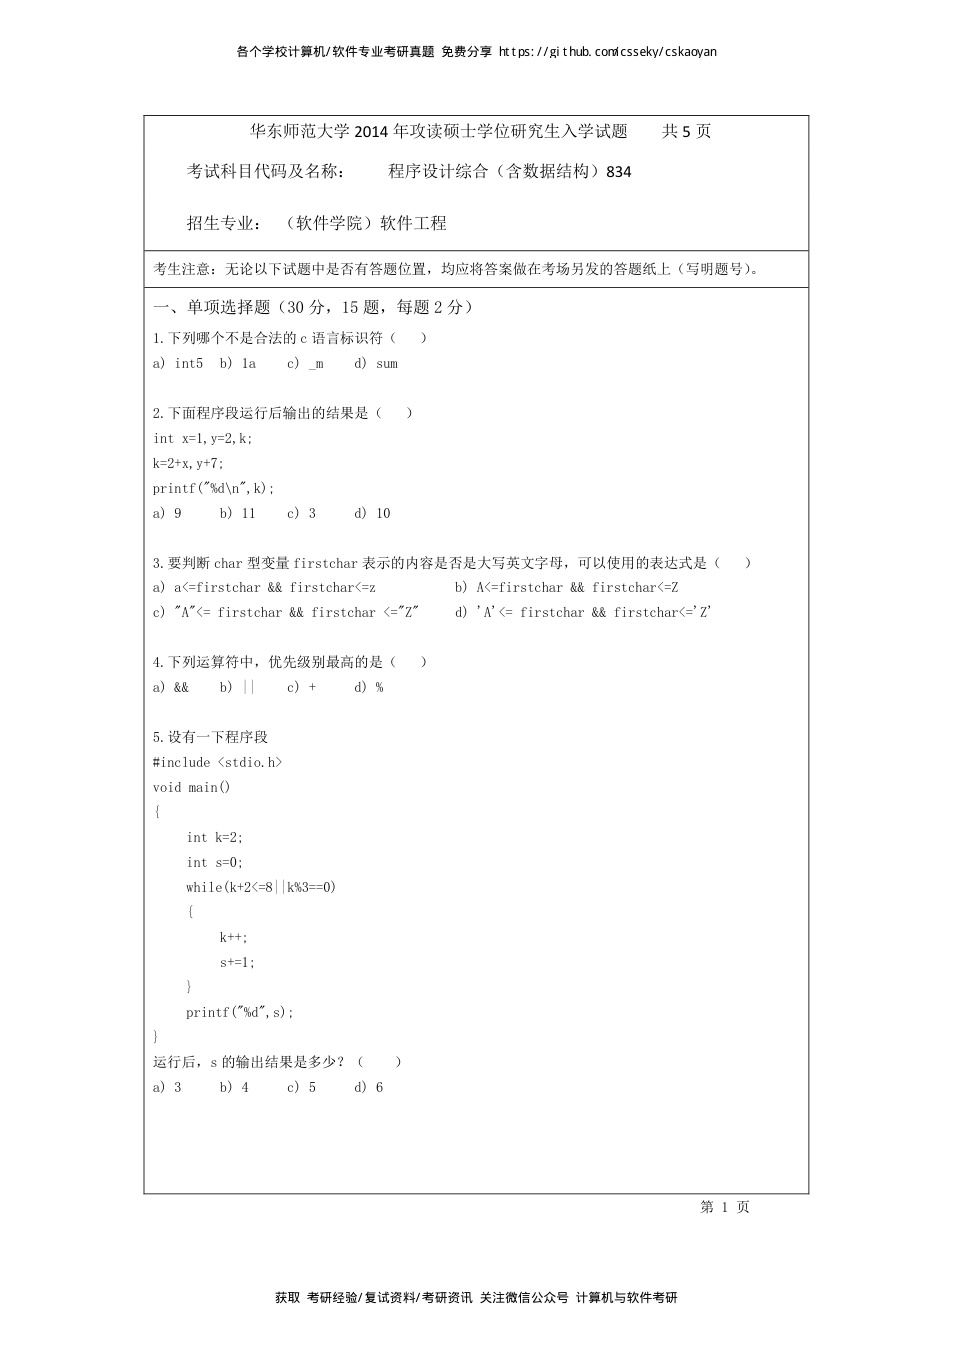 各个学校计算机/软件专业考研真题 免费分享 https://github.com/csseky/cskaoyan
华东师范大学 2014 年攻读硕士学位研究生入学试题 共 5 页
考试科目代码及名称: 程序设计综合（含数据结构）834
招生专业: （软件学院）软件工程
考生注意: 无论以下试题中是否有答题位置, 均应将答案做在考场另发的答题纸上（写明题号）。
一、单项选择题（30 分, 15 题, 每题 2 分）
1.下列哪个不是合法的 c 语言标识符（ ）
a) int5 b) 1a c) _m d) sum
2.下面程序段运行后输出的结果是（ ）
int x=1,y=2,k;
k=2+x,y+7;
printf("%d\n",k);
a) 9 b) 11 c) 3 d) 10
3.要判断 char 型变量 firstchar 表示的内容是否是大写英文字母, 可以使用的表达式是（ ）
a) a<=firstchar && firstchar<=z b) A<=firstchar && firstchar<=Z
c) "A"<= firstchar && firstchar <="Z" d) 'A'<= firstchar && firstchar<='Z'
4.下列运算符中, 优先级别最高的是（ ）
a) && b) || c) + d) %
5.设有一下程序段
#include <stdio.h>
void main()
{
int k=2;
int s=0;
while(k+2<=8||k%3==0)
{
k++;
s+=1;
}
printf("%d",s);
}
运行后, s 的输出结果是多少? （ ）
a) 3 b) 4 c) 5 d) 6
第 1 页
获取 考研经验/复试资料/考研资讯 关注微信公众号 计算机与软件考研